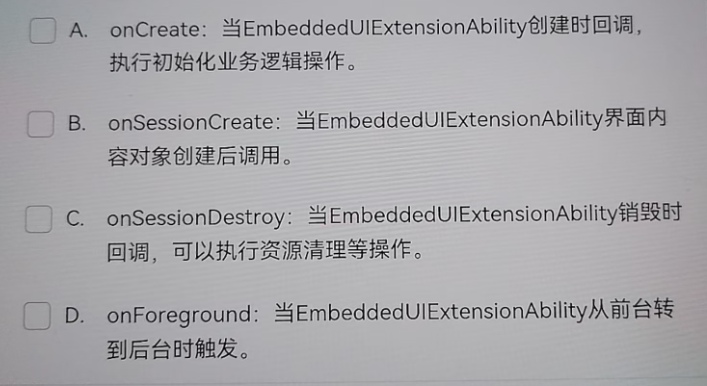 A. onCreate：当EmbeddedUIExtensionAbility创建时回调，
执行初始化业务逻辑操作。
B. onSessionCreate：当EmbeddedUIExtensionAbility界面内
容对象创建后调用。
C. onSessionDestroy：当EmbeddedUIExtensionAbility销毁时
回调，可以执行资源清理等操作。
D. onForeground：当EmbeddedUIExtensionAbility从前台转
到后台时触发。